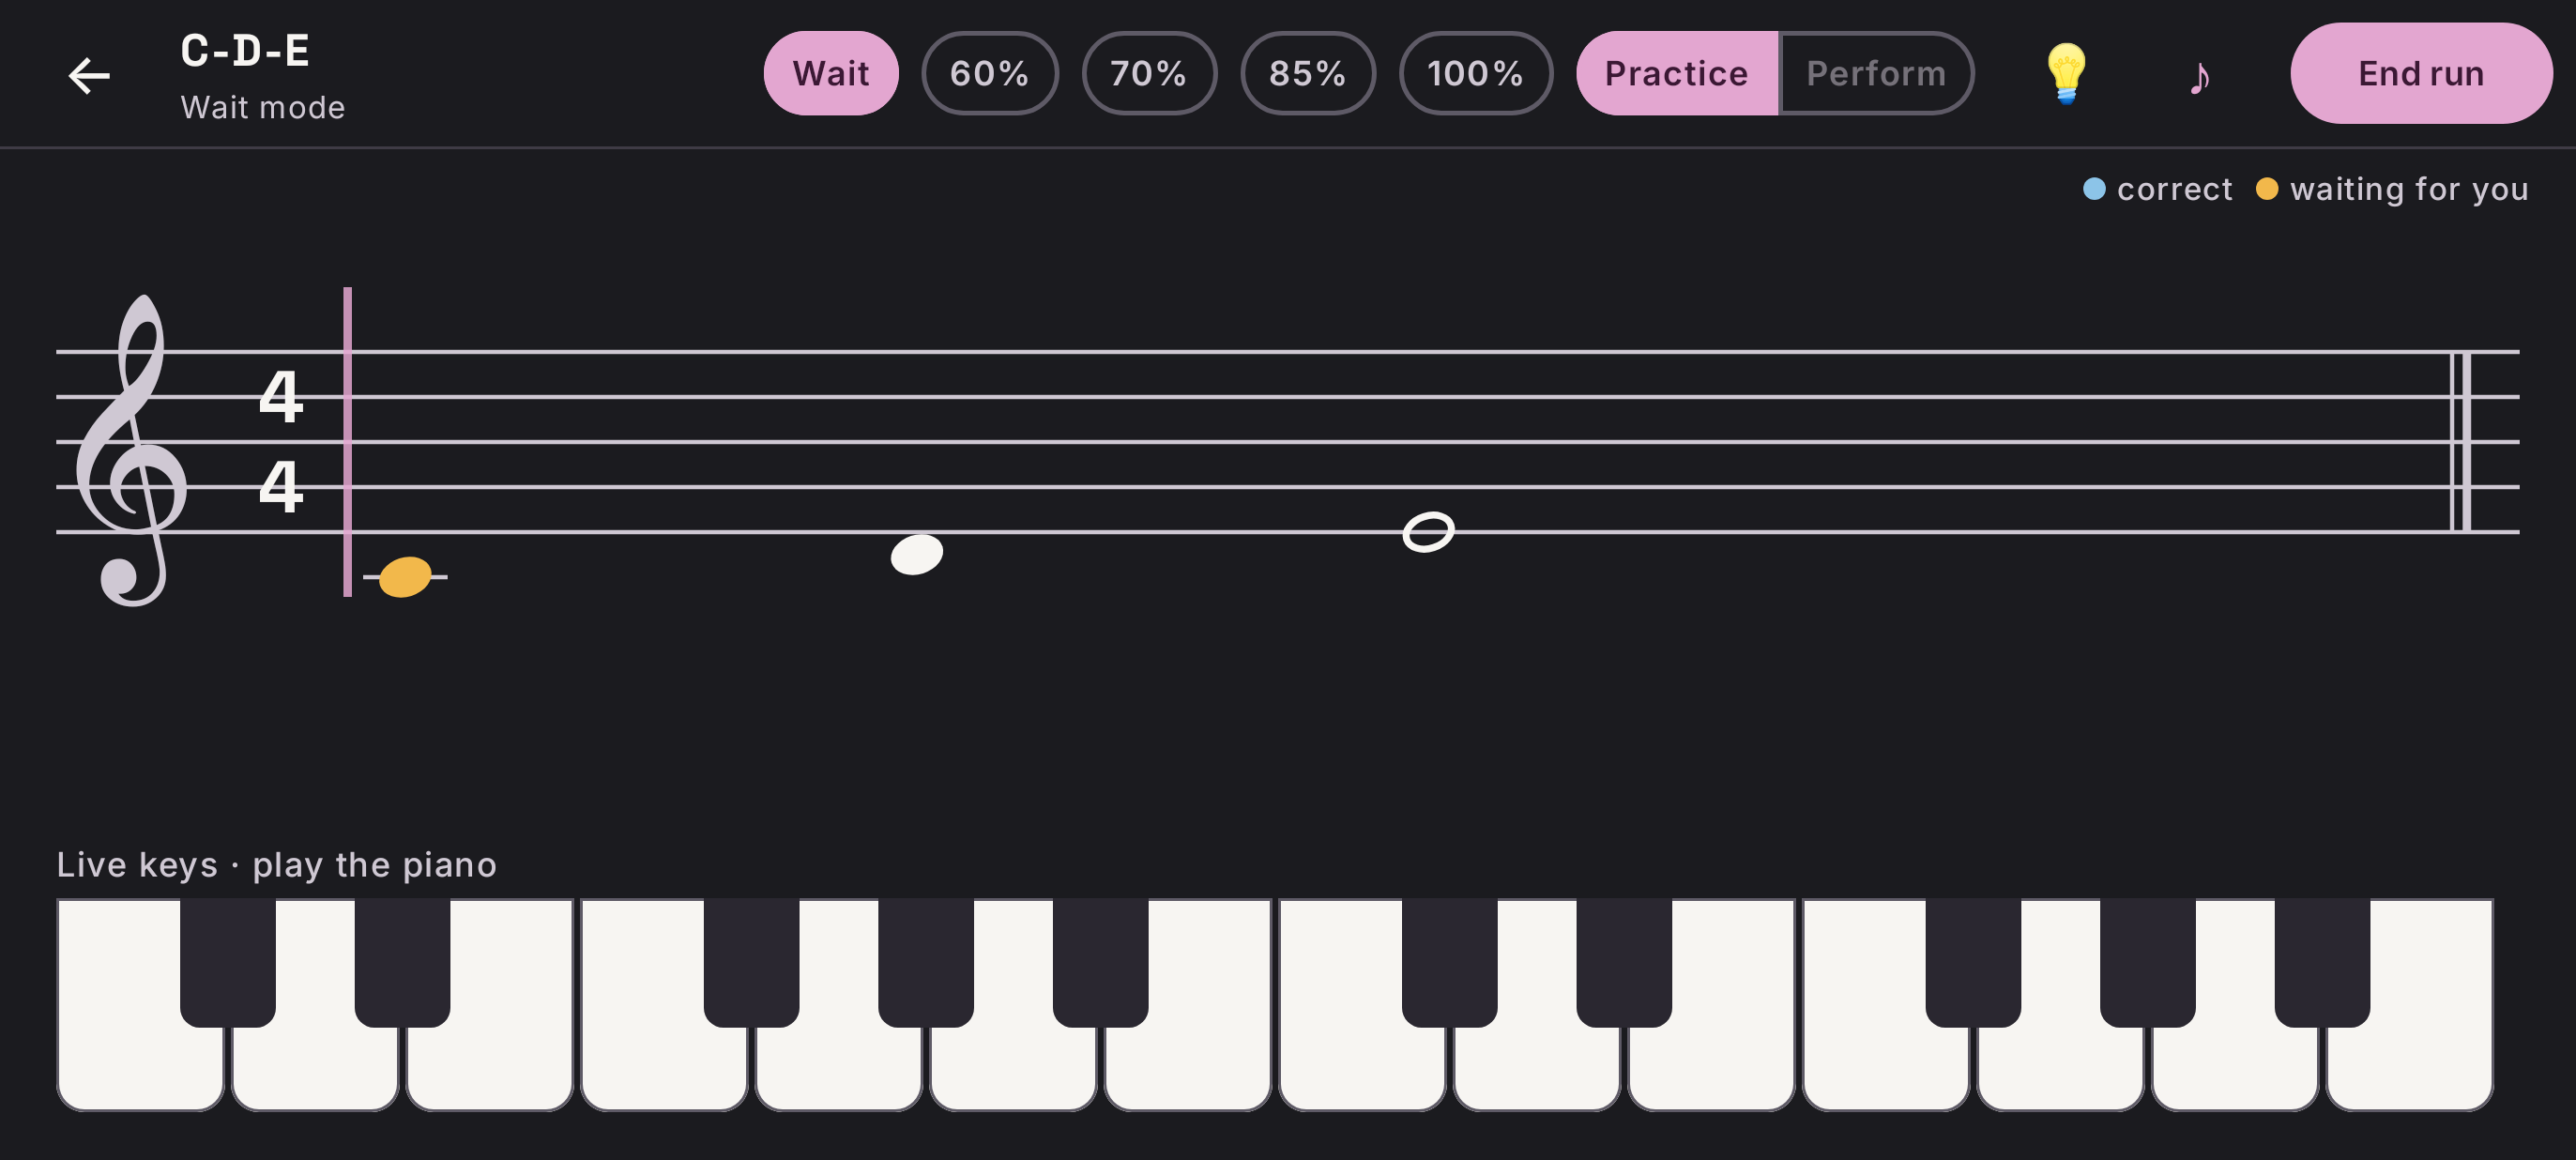 C-D-E
Wait mode
Wait 60% 70% 85% 100% Practice Perform End run
correct waiting for you
4
4
Live keys · play the piano